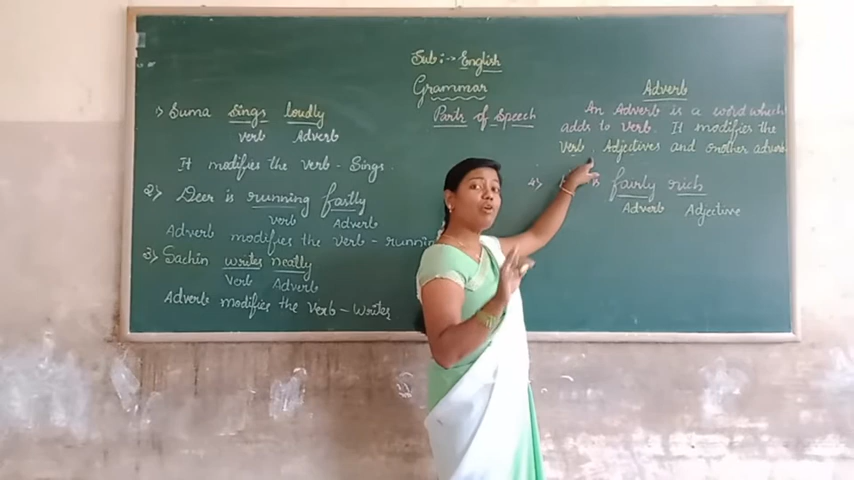 Sub:-> English
Grammar
Parts of Speech
1) Suma sings loudly
verb Adverb
It modifies the verb - Sings.
2) Deer is running fastly
verb Adverb
Adverb modifies the verb - running
3) Sachin writes neatly
Verb Adverb
Adverb modifies the verb - writes
Adverb
An Adverb is a word which
adds to verb. It modifies the
verb, Adjectives and another adverb
4) fairly rich
Adverb Adjective